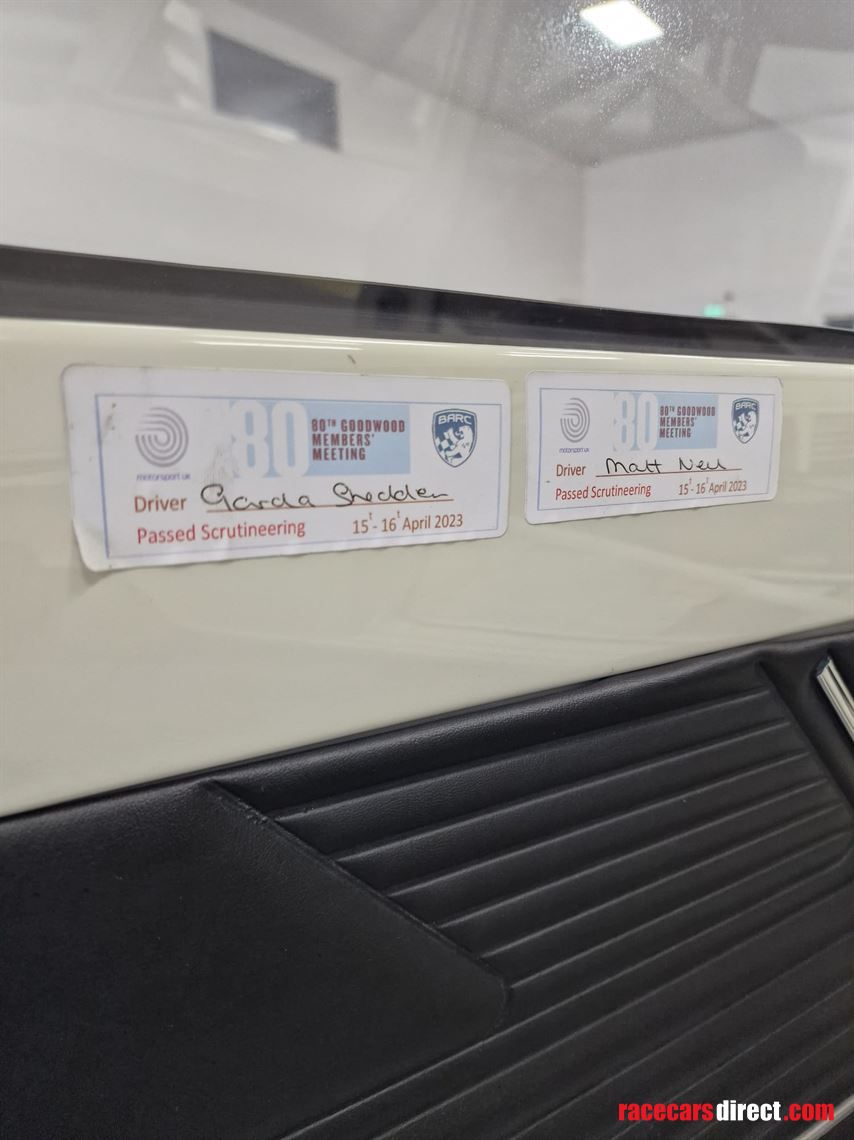 motorsport UK
80
80TH GOODWOOD
MEMBERS'
MEETING
BARC
Driver Garda Shedden
Passed Scrutineering 15t - 16t April 2023
motorsport UK
80
80TH GOODWOOD
MEMBERS'
MEETING
BARC
Driver Matt Neil
Passed Scrutineering 15t - 16t April 2023
racecarsdirect.com